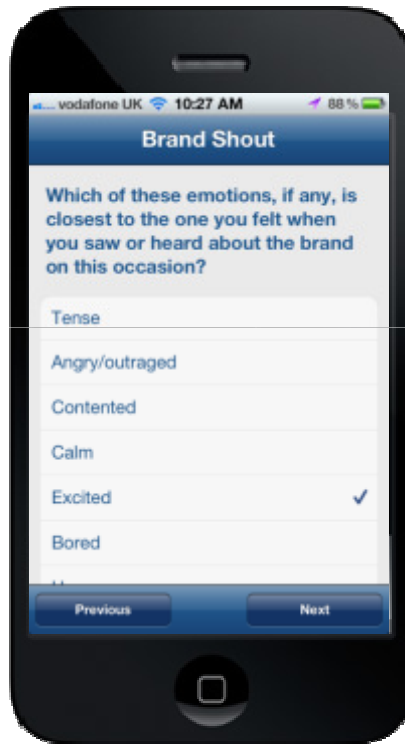 vodafone UK 10:27 AM 88%
Brand Shout
Which of these emotions, if any, is
closest to the one you felt when
you saw or heard about the brand
on this occasion?
Tense
Angry/outraged
Contented
Calm
Excited
Bored
Previous Next